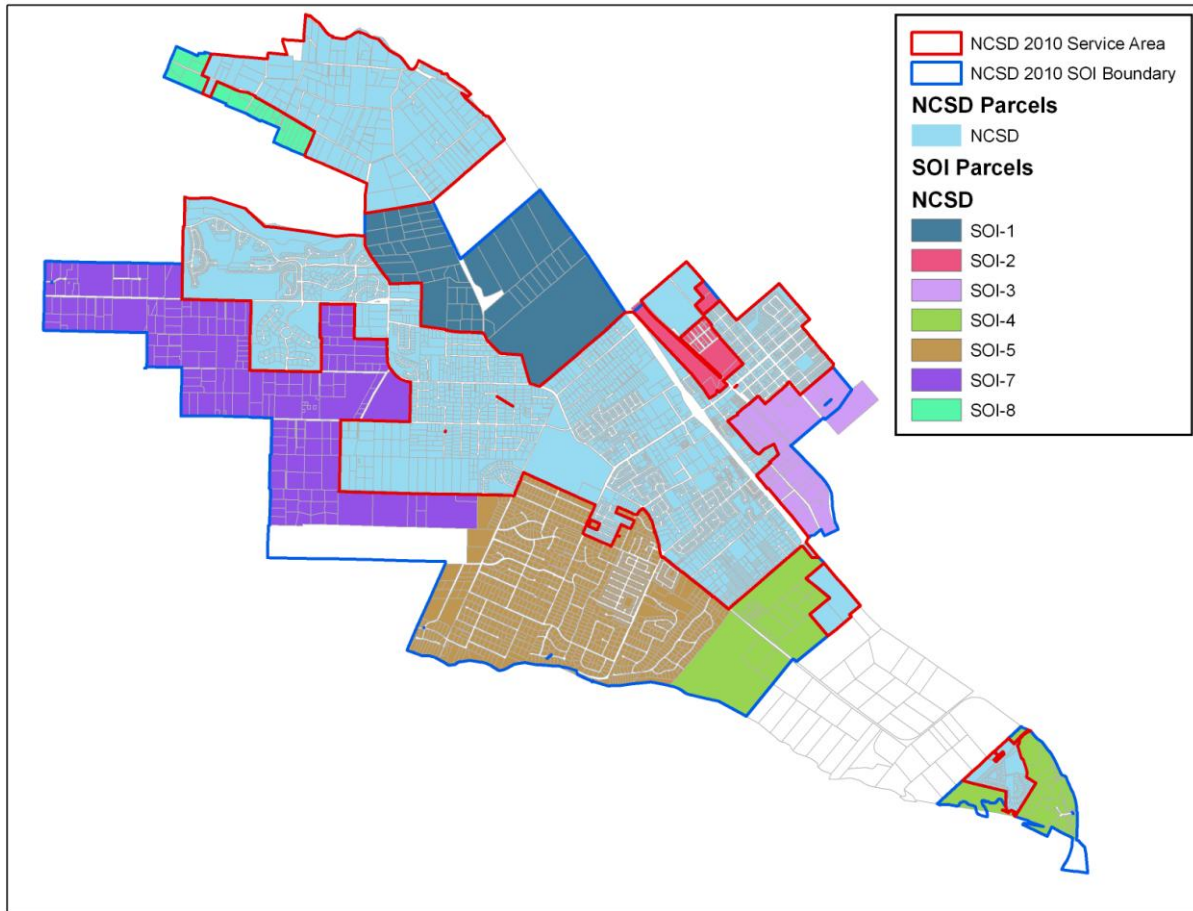 NCSD 2010 Service Area
NCSD 2010 SOI Boundary
NCSD Parcels
NCSD
SOI Parcels
NCSD
SOI-1
SOI-2
SOI-3
SOI-4
SOI-5
SOI-7
SOI-8